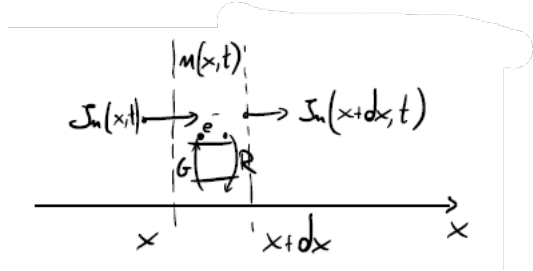 n(x,t)
Jn(x,t) e⁻ Jn(x+dx,t)
G R
x x+dx x